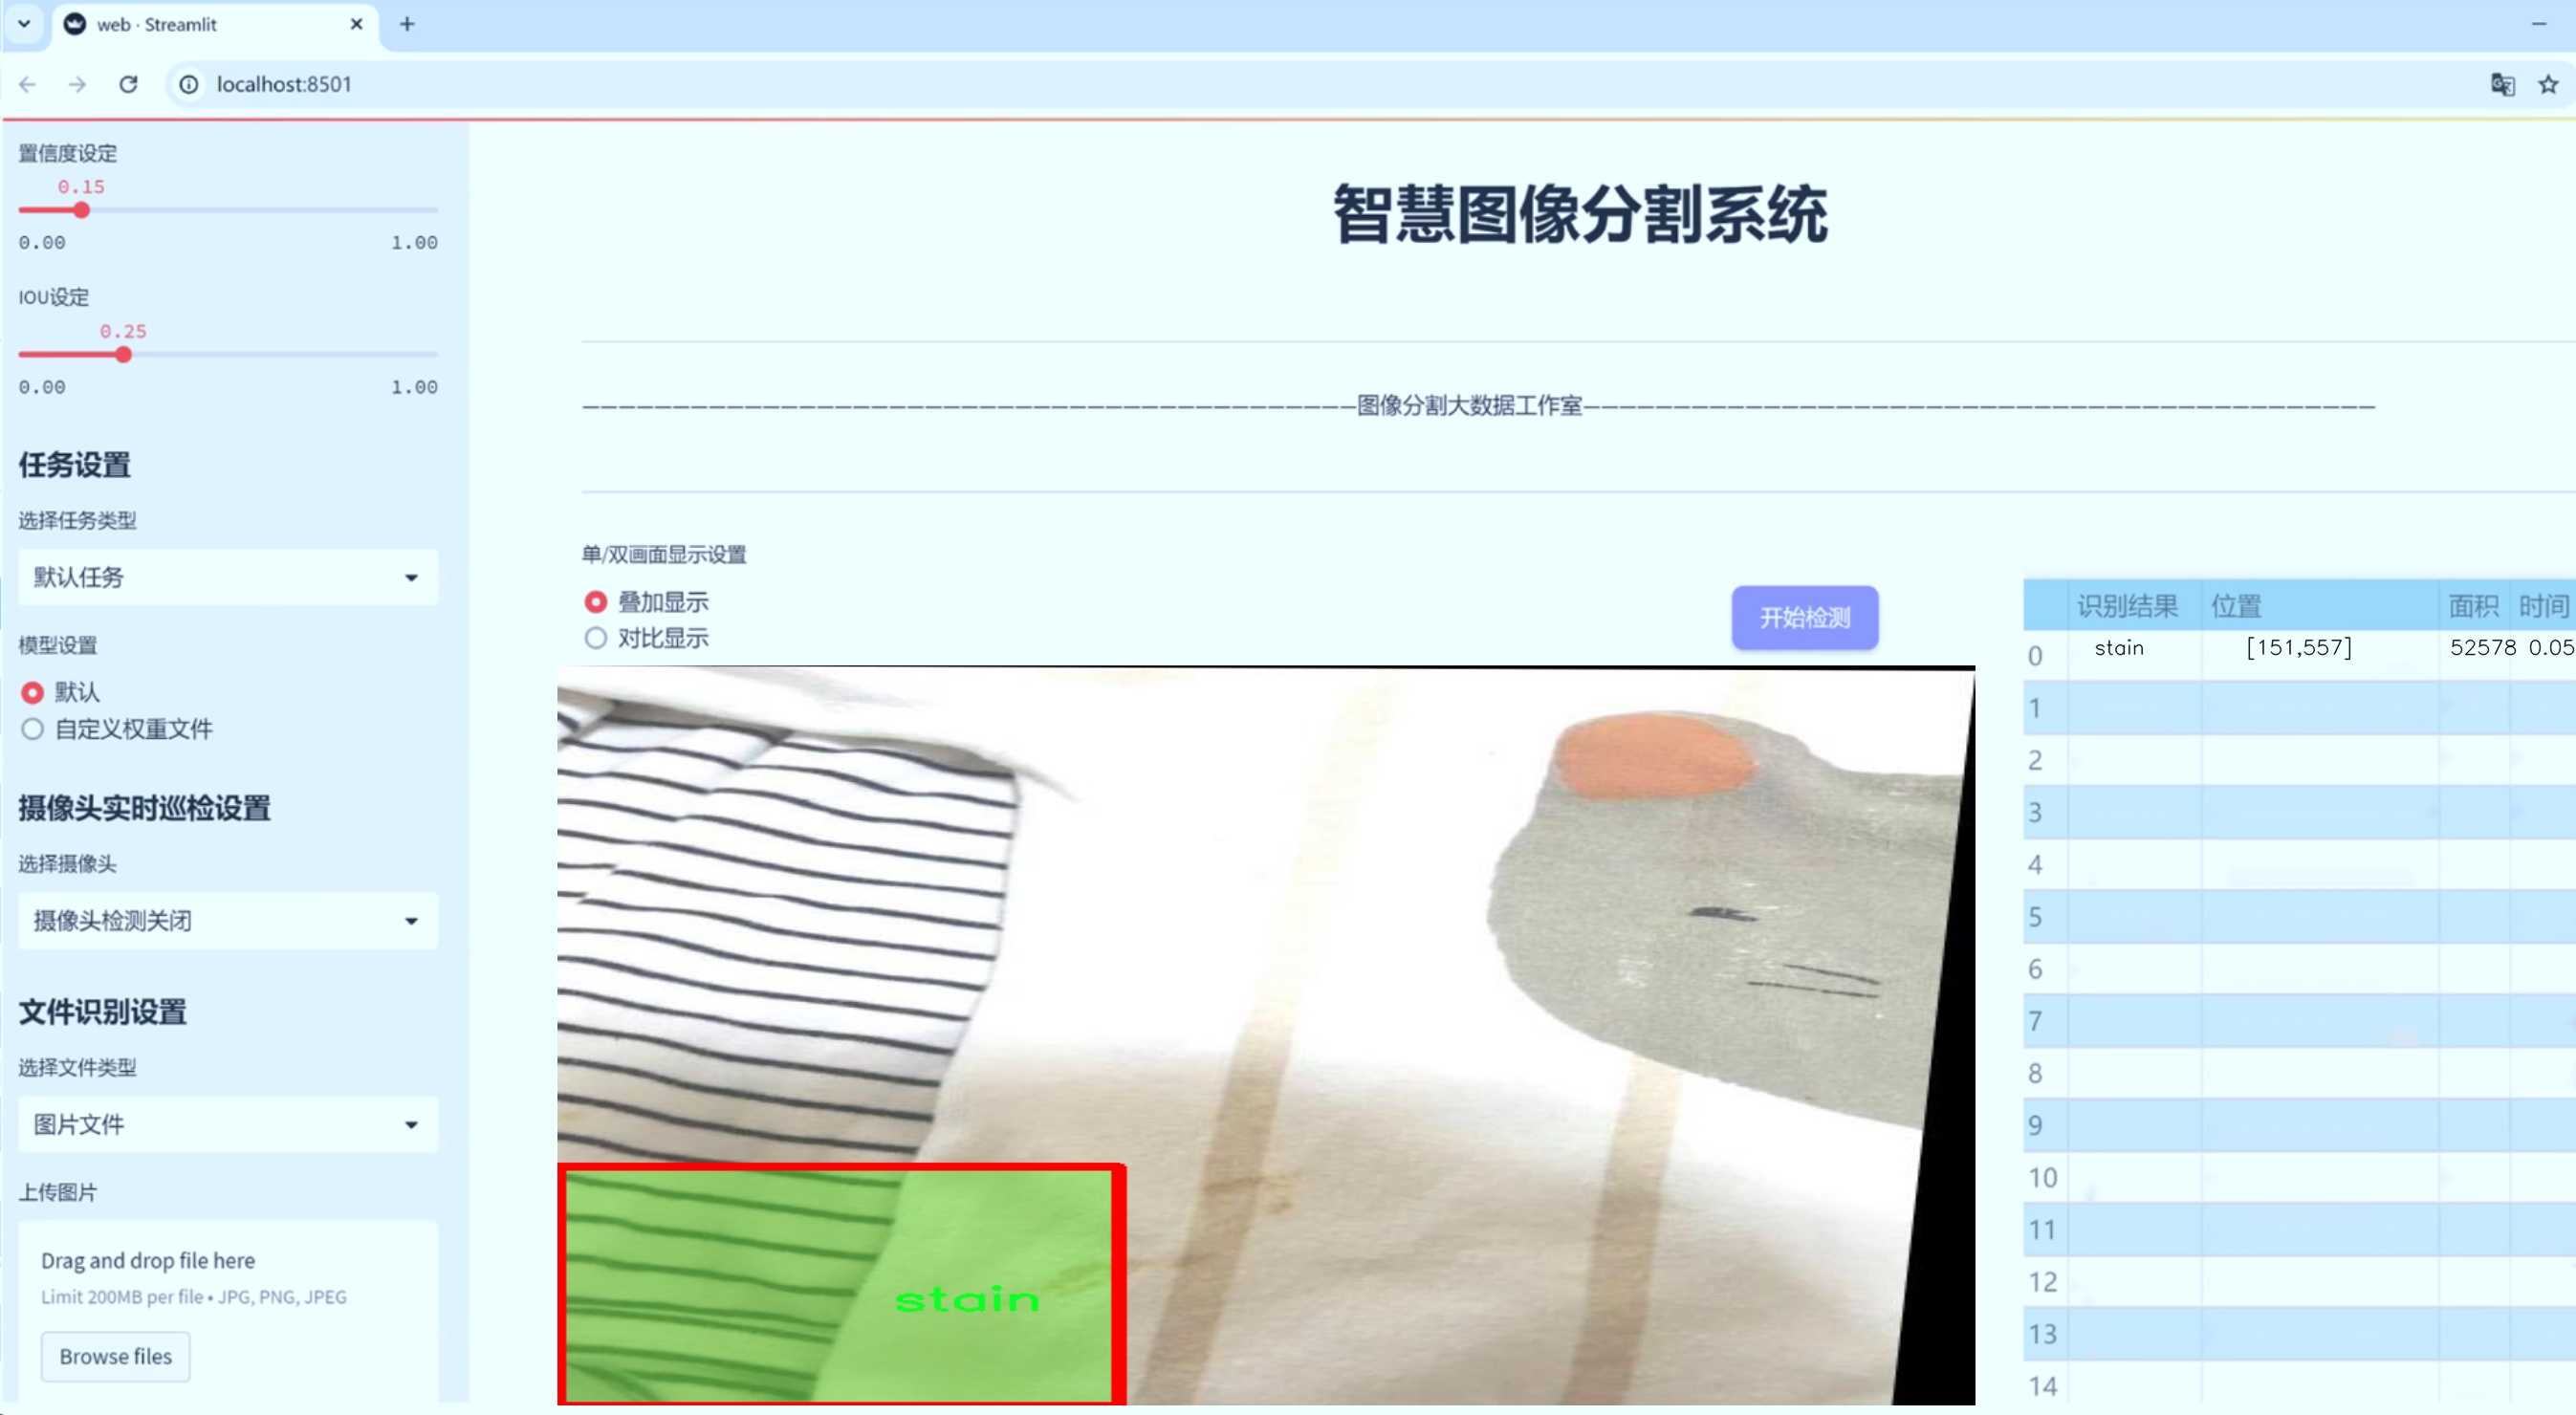 web · Streamlit
localhost:8501
置信度设定
0.15
0.00 1.00
IOU设定
0.25
0.00 1.00
任务设置
选择任务类型
默认任务
模型设置
默认
自定义权重文件
摄像头实时巡检设置
选择摄像头
摄像头检测关闭
文件识别设置
选择文件类型
图片文件
上传图片
Drag and drop file here
Limit 200MB per file • JPG, PNG, JPEG
Browse files
智慧图像分割系统
图像分割大数据工作室
单/双画面显示设置
叠加显示
对比显示
开始检测
stain
识别结果 位置 面积 时间
0 stain [151,557] 52578 0.05
1
2
3
4
5
6
7
8
9
10
11
12
13
14